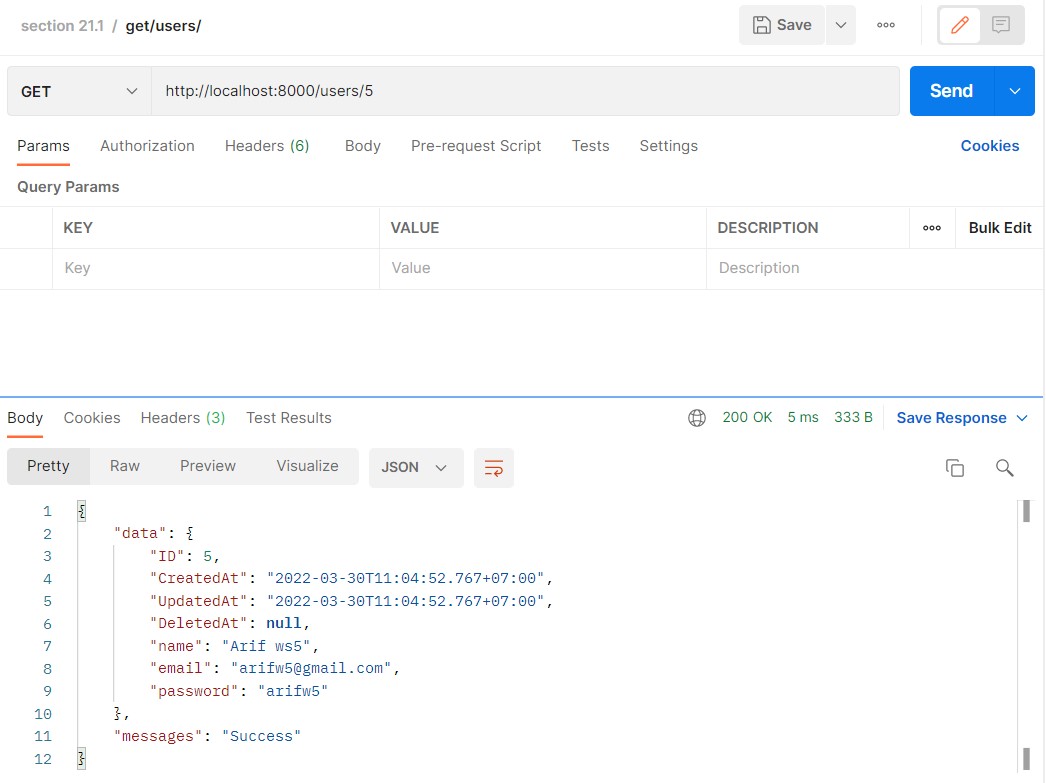 section 21.1 / get/users/ Save
GET http://localhost:8000/users/5 Send
Params Authorization Headers (6) Body Pre-request Script Tests Settings Cookies
Query Params
KEY VALUE DESCRIPTION Bulk Edit
Key Value Description
Body Cookies Headers (3) Test Results 200 OK 5 ms 333 B Save Response
Pretty Raw Preview Visualize JSON
1 {
2 "data": {
3 "ID": 5,
4 "CreatedAt": "2022-03-30T11:04:52.767+07:00",
5 "UpdatedAt": "2022-03-30T11:04:52.767+07:00",
6 "DeletedAt": null,
7 "name": "Arif ws5",
8 "email": "arifw5@gmail.com",
9 "password": "arifw5"
10 },
11 "messages": "Success"
12 }